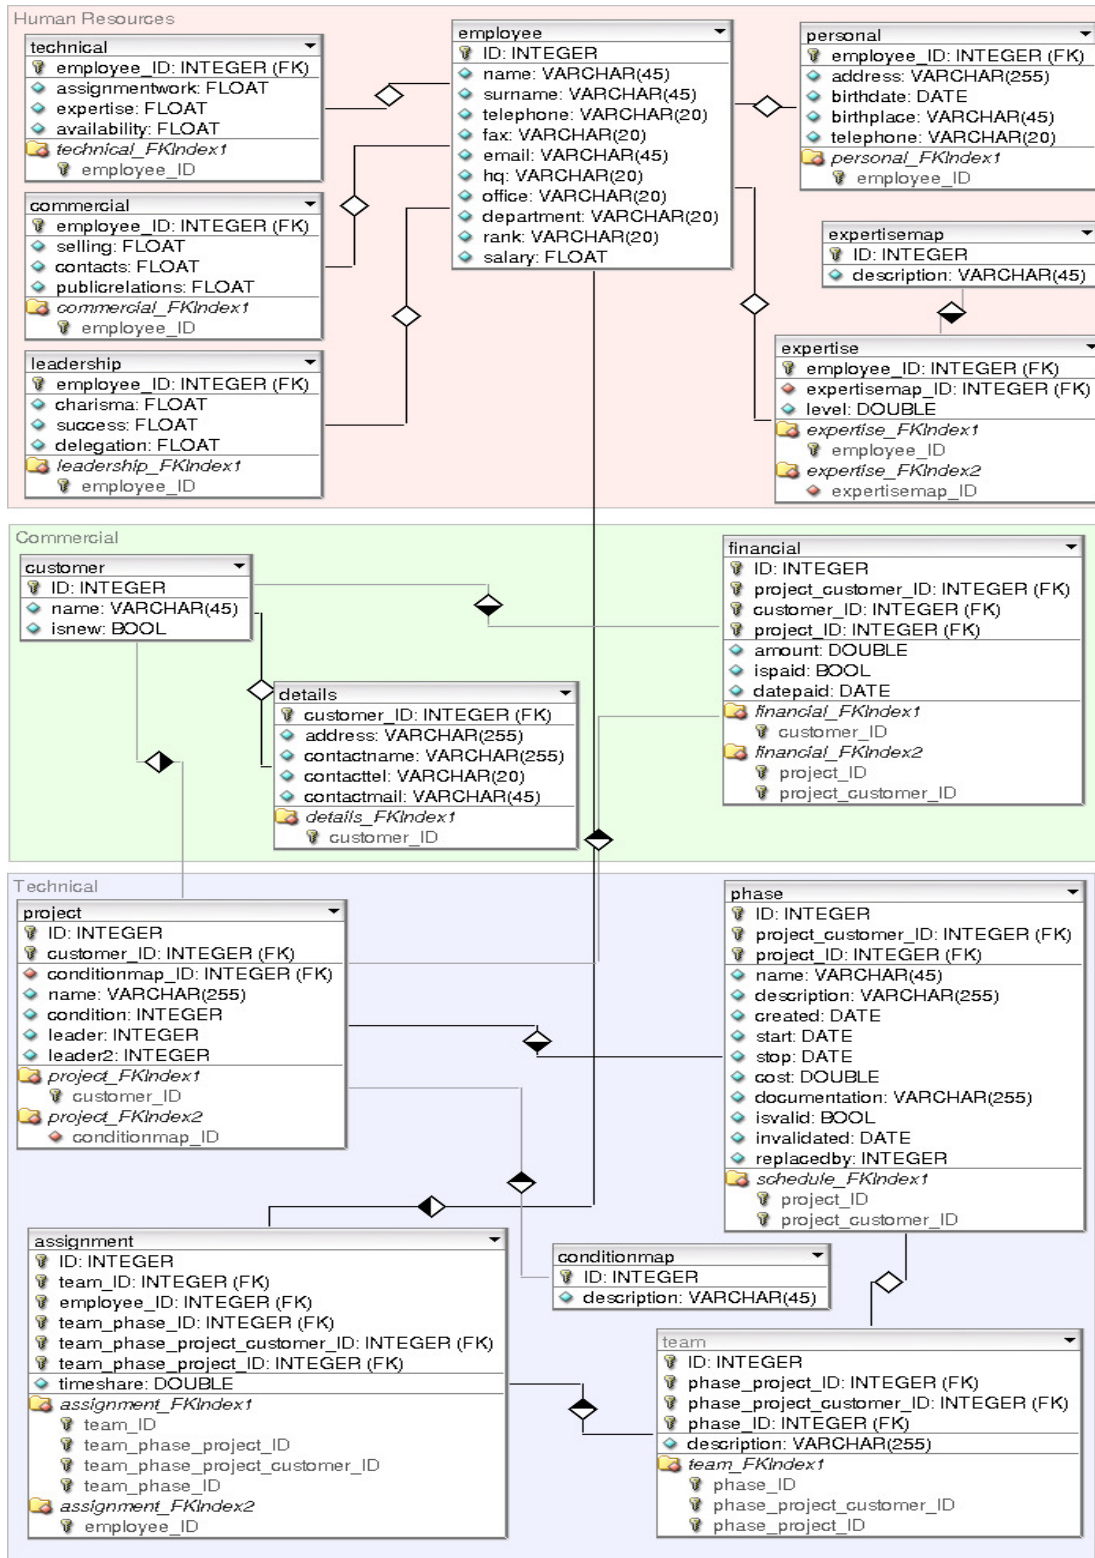 Human Resources
technical
employee_ID: INTEGER (FK)
assignmentwork: FLOAT
expertise: FLOAT
availability: FLOAT
technical_FKIndex1
employee_ID
commercial
employee_ID: INTEGER (FK)
selling: FLOAT
contacts: FLOAT
publicrelations: FLOAT
commercial_FKIndex1
employee_ID
leadership
employee_ID: INTEGER (FK)
charisma: FLOAT
success: FLOAT
delegation: FLOAT
leadership_FKIndex1
employee_ID
employee
ID: INTEGER
name: VARCHAR(45)
surname: VARCHAR(45)
telephone: VARCHAR(20)
fax: VARCHAR(20)
email: VARCHAR(45)
hq: VARCHAR(20)
office: VARCHAR(20)
department: VARCHAR(20)
rank: VARCHAR(20)
salary: FLOAT
personal
employee_ID: INTEGER (FK)
address: VARCHAR(255)
birthdate: DATE
birthplace: VARCHAR(45)
telephone: VARCHAR(20)
personal_FKIndex1
employee_ID
expertisemap
ID: INTEGER
description: VARCHAR(45)
expertise
employee_ID: INTEGER (FK)
expertisemap_ID: INTEGER (FK)
level: DOUBLE
expertise_FKIndex1
employee_ID
expertise_FKIndex2
expertisemap_ID
Commercial
customer
ID: INTEGER
name: VARCHAR(45)
isnew: BOOL
details
customer_ID: INTEGER (FK)
address: VARCHAR(255)
contactname: VARCHAR(255)
contacttel: VARCHAR(20)
contactmail: VARCHAR(45)
details_FKIndex1
customer_ID
financial
ID: INTEGER
project_customer_ID: INTEGER (FK)
customer_ID: INTEGER (FK)
project_ID: INTEGER (FK)
amount: DOUBLE
ispaid: BOOL
datepaid: DATE
financial_FKIndex1
customer_ID
financial_FKIndex2
project_ID
project_customer_ID
Technical
project
ID: INTEGER
customer_ID: INTEGER (FK)
conditionmap_ID: INTEGER (FK)
name: VARCHAR(255)
condition: INTEGER
leader: INTEGER
leader2: INTEGER
project_FKIndex1
customer_ID
project_FKIndex2
conditionmap_ID
phase
ID: INTEGER
project_customer_ID: INTEGER (FK)
project_ID: INTEGER (FK)
name: VARCHAR(45)
description: VARCHAR(255)
created: DATE
start: DATE
stop: DATE
cost: DOUBLE
documentation: VARCHAR(255)
isvalid: BOOL
invalidated: DATE
replacedby: INTEGER
schedule_FKIndex1
project_ID
project_customer_ID
assignment
ID: INTEGER
team_ID: INTEGER (FK)
employee_ID: INTEGER (FK)
team_phase_ID: INTEGER (FK)
team_phase_project_customer_ID: INTEGER (FK)
team_phase_project_ID: INTEGER (FK)
timeshare: DOUBLE
assignment_FKIndex1
team_ID
team_phase_project_ID
team_phase_project_customer_ID
team_phase_ID
assignment_FKIndex2
employee_ID
conditionmap
ID: INTEGER
description: VARCHAR(45)
team
ID: INTEGER
phase_project_ID: INTEGER (FK)
phase_project_customer_ID: INTEGER (FK)
phase_ID: INTEGER (FK)
description: VARCHAR(255)
team_FKIndex1
phase_ID
phase_project_customer_ID
phase_project_ID